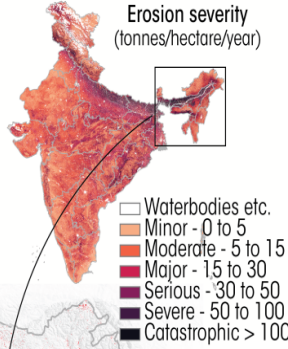 Erosion severity
(tonnes/hectare/year)
Waterbodies etc.
Minor - 0 to 5
Moderate - 5 to 15
Major - 15 to 30
Serious - 30 to 50
Severe - 50 to 100
Catastrophic > 100